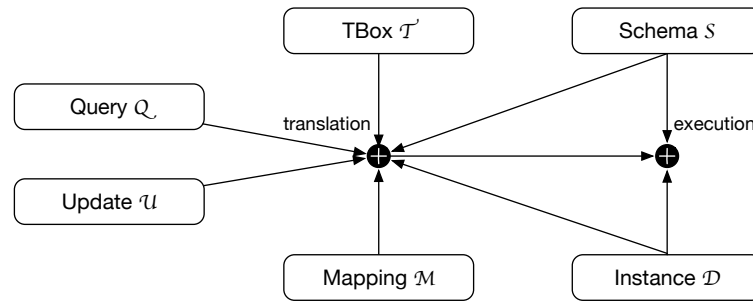 TBox 𝒯
Schema 𝒮
Query 𝒬
translation
execution
Update 𝒰
Mapping ℳ
Instance 𝒟